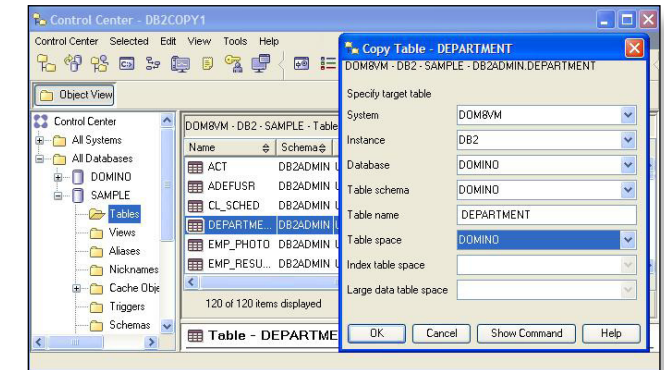 Control Center - DB2COPY1
Control Center Selected Edit View Tools Help
Object View
Control Center
All Systems
All Databases
DOMINO
SAMPLE
Tables
Views
Aliases
Nicknames
Cache Obje
Triggers
Schemas
DOM8VM - DB2 - SAMPLE - Table
Name Schema
ACT DB2ADMIN
ADEFUSR DB2ADMIN
CL_SCHED DB2ADMIN
DEPARTME... DB2ADMIN
EMP_PHOTO DB2ADMIN
EMP_RESU... DB2ADMIN
120 of 120 items displayed
Table - DEPARTME
Copy Table - DEPARTMENT
DOM8VM - DB2 - SAMPLE - DB2ADMIN.DEPARTMENT
Specify target table
System DOM8VM
Instance DB2
Database DOMINO
Table schema DOMINO
Table name DEPARTMENT
Table space DOMINO
Index table space
Large data table space
OK Cancel Show Command Help